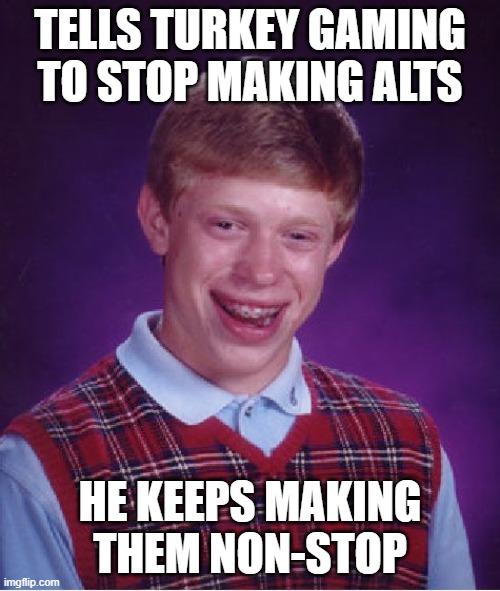 TELLS TURKEY GAMING
TO STOP MAKING ALTS
HE KEEPS MAKING
THEM NON-STOP
imgflip.com